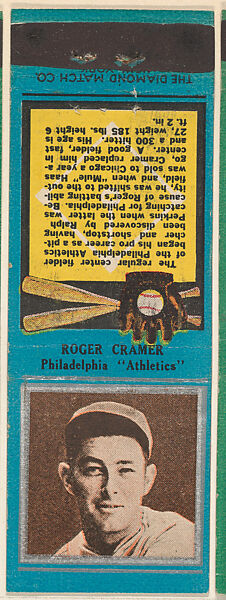 THE DIAMOND MATCH CO.
The regular center fielder
of the Philadelphia Athletics
began his pro career as a pit-
cher and shortstop, having
been discovered by Ralph
Perkins when the latter was
catching for Philadelphia. Be-
cause of Roger's batting abil-
ity, he was shifted to the out-
field, and when "Mule" Haas
was sold to Chicago a year a-
go, Cramer replaced him in
center. A good fielder, fast
and a 300 hitter. His age is
27, weight 185 lbs. height 6
ft. 2 in.
ROGER CRAMER
Philadelphia "Athletics"